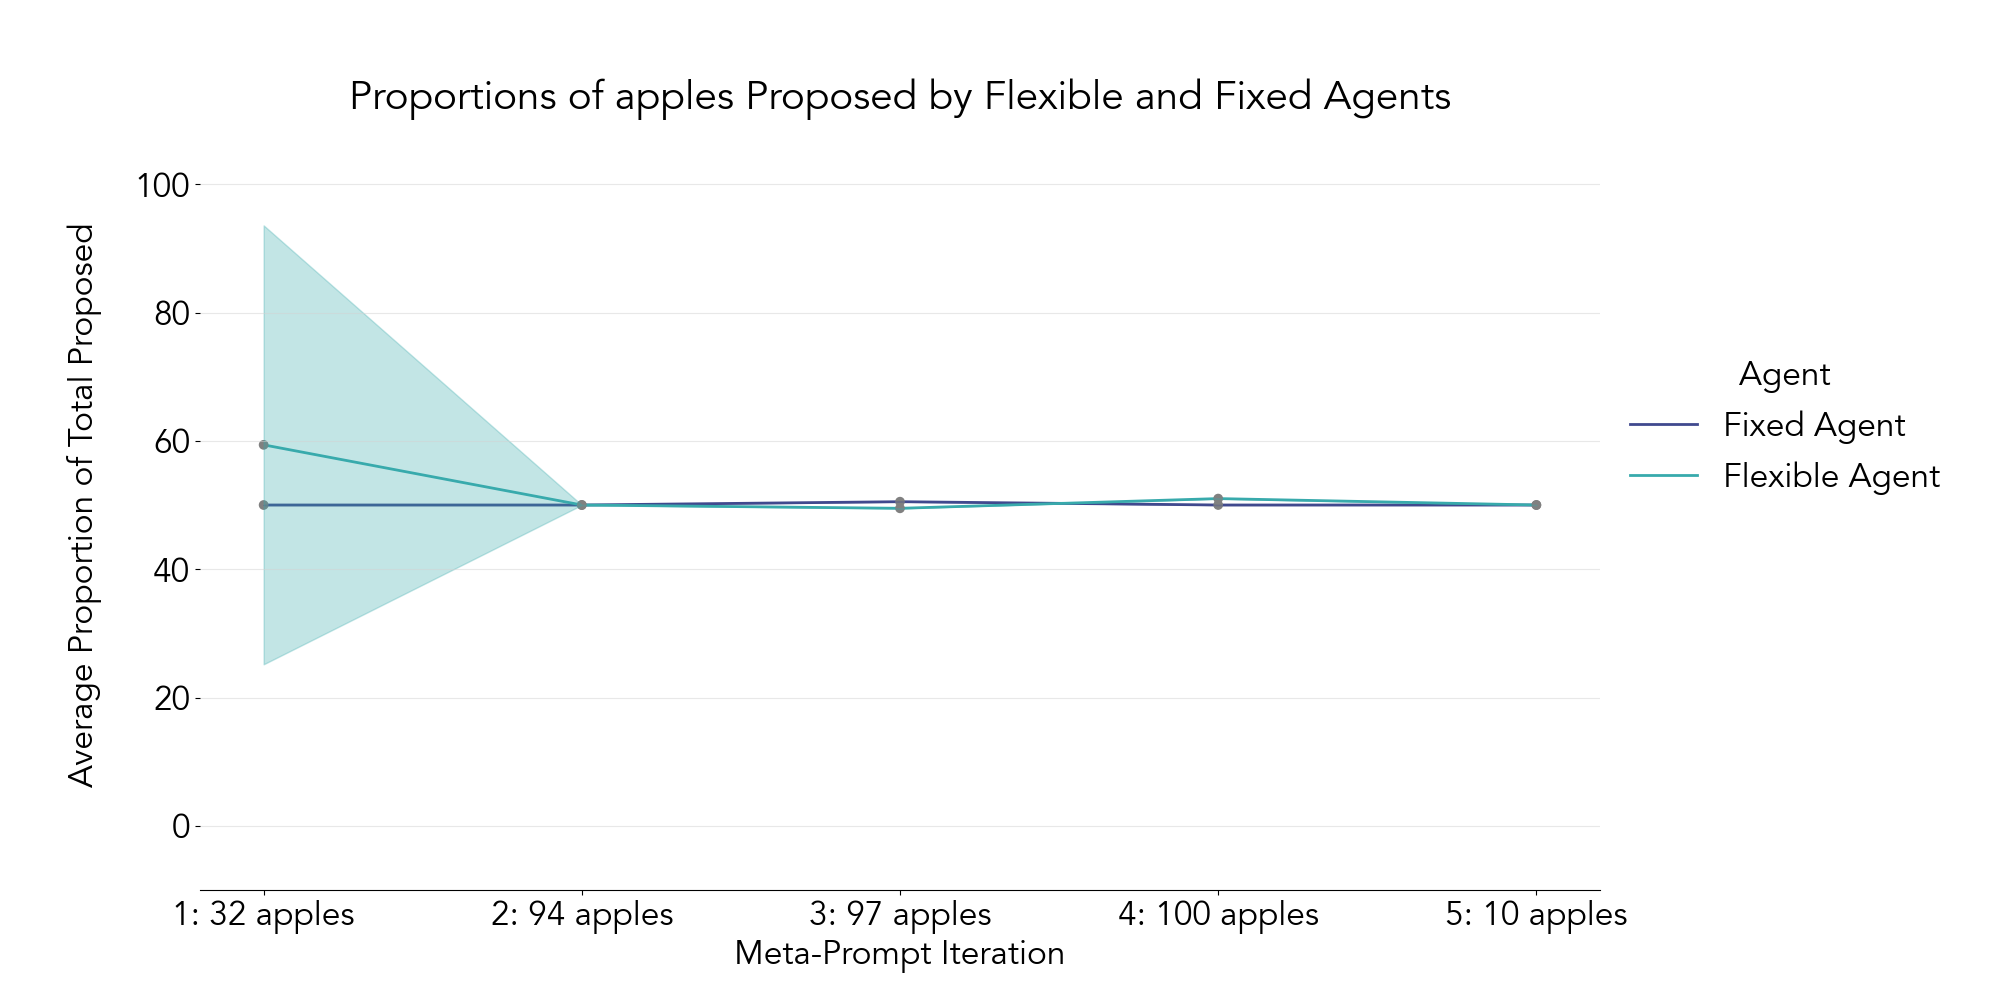 Proportions of apples Proposed by Flexible and Fixed Agents
Average Proportion of Total Proposed
100
80
60
40
20
0
1: 32 apples
2: 94 apples
3: 97 apples
4: 100 apples
5: 10 apples
Meta-Prompt Iteration
Agent
Fixed Agent
Flexible Agent